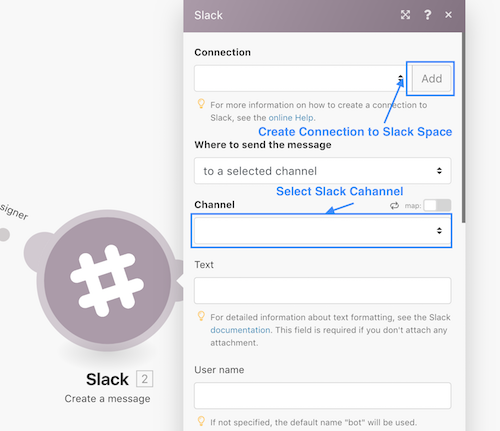 Slack
?
×
Connection
Add
For more information on how to create a connection to
Slack, see the online Help.
Create Connection to Slack Space
Where to send the message
to a selected channel
Select Slack Cahannel
Channel
map:
signer
Text
For detailed information about text formatting, see the Slack
documentation. This field is required if you don't attach any
attachment.
User name
Slack 2
Create a message
If not specified, the default name "bot" will be used.